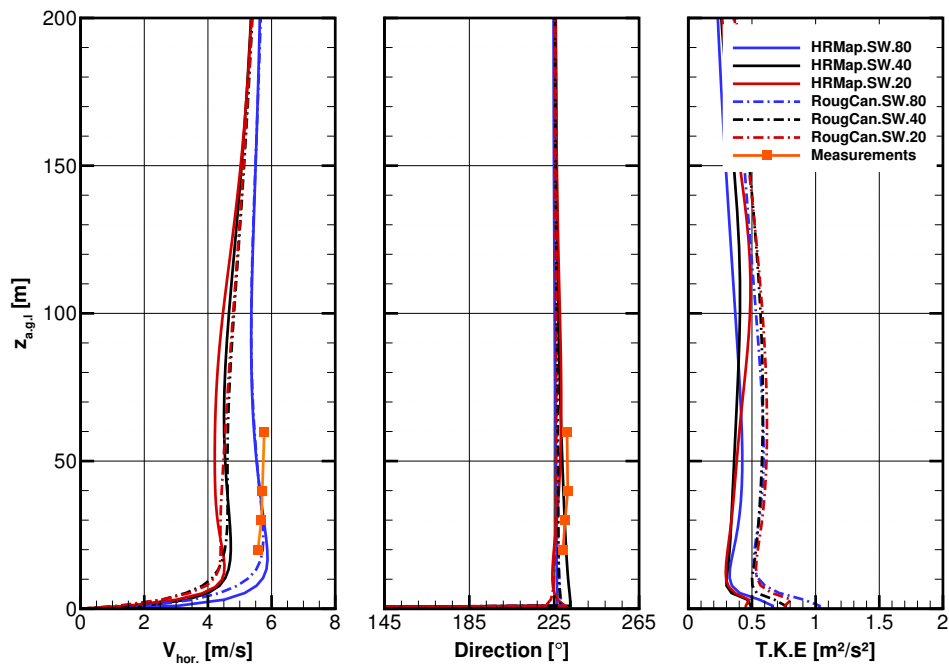 200
150
100
50
0
z a.g.l [m]
0 2 4 6 8
V hor. [m/s]
145 185 225 265
Direction [°]
0 0.5 1 1.5 2
T.K.E [m²/s²]
HRMap.SW.80
HRMap.SW.40
HRMap.SW.20
RougCan.SW.80
RougCan.SW.40
RougCan.SW.20
Measurements